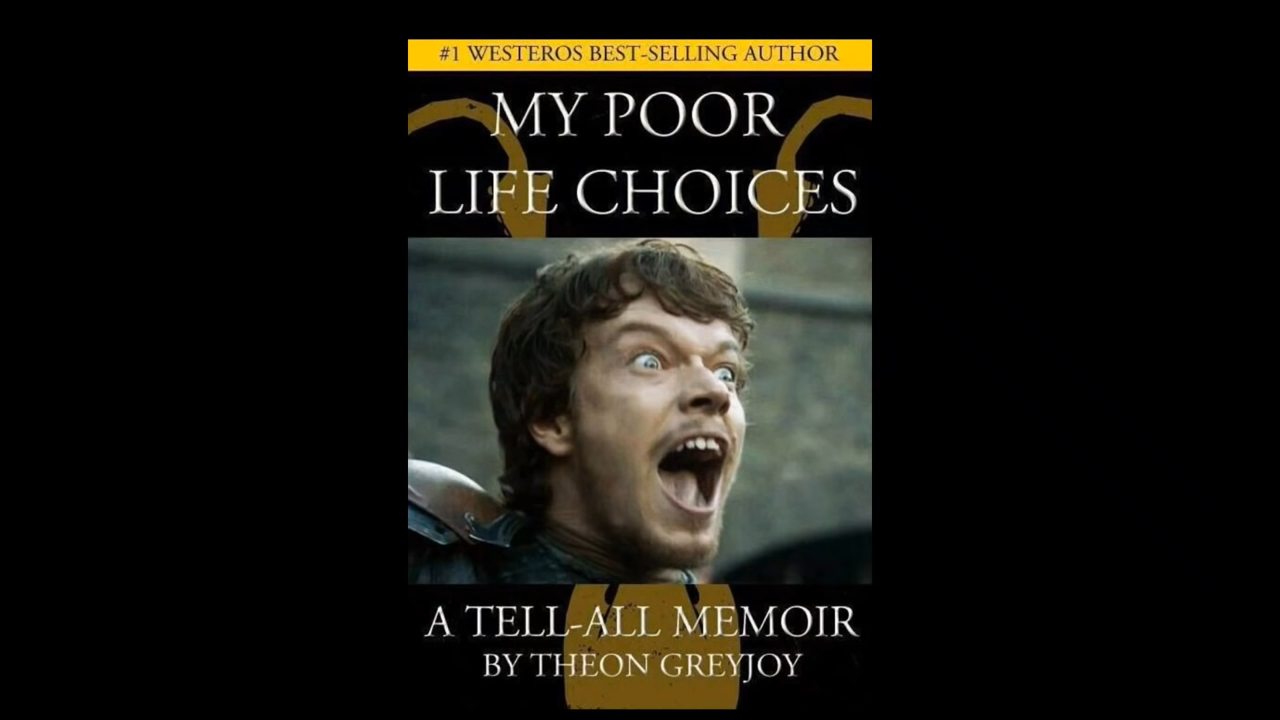 #1 WESTEROS BEST-SELLING AUTHOR
MY POOR
LIFE CHOICES
A TELL-ALL MEMOIR
BY THEON GREYJOY